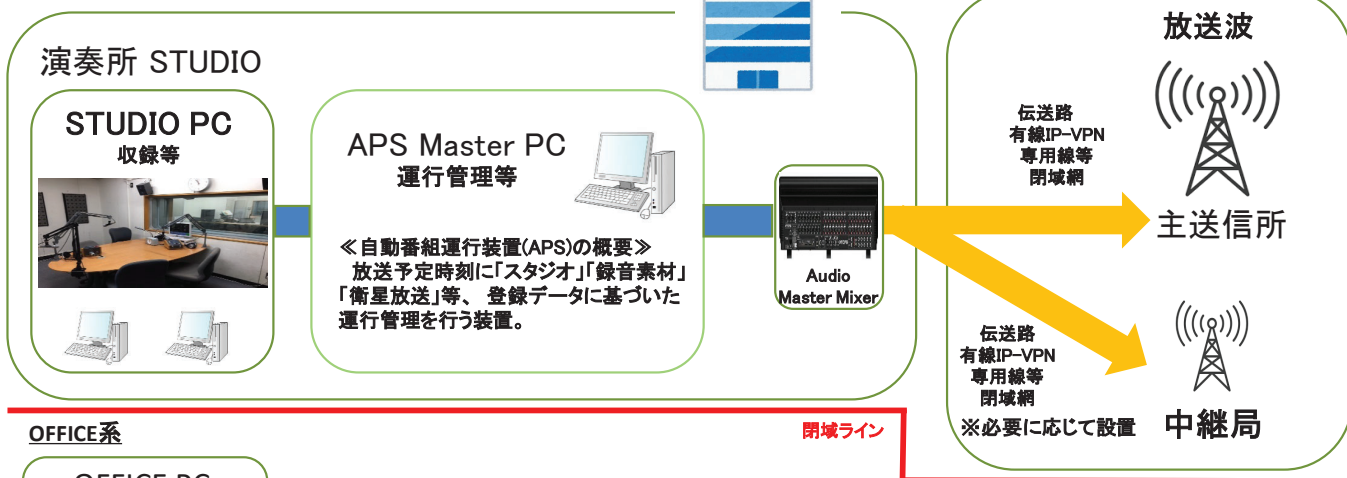 演奏所 STUDIO
STUDIO PC
収録等
APS Master PC
運行管理等
≪自動番組運行装置(APS)の概要≫
放送予定時刻に「スタジオ」「録音素材」
「衛星放送」等、 登録データに基づいた
運行管理を行う装置。
Audio
Master Mixer
放送波
伝送路
有線IP-VPN
専用線等
閉域網
主送信所
伝送路
有線IP-VPN
専用線等
閉域網
※必要に応じて設置
中継局
OFFICE系
閉域ライン
OFFICE PC